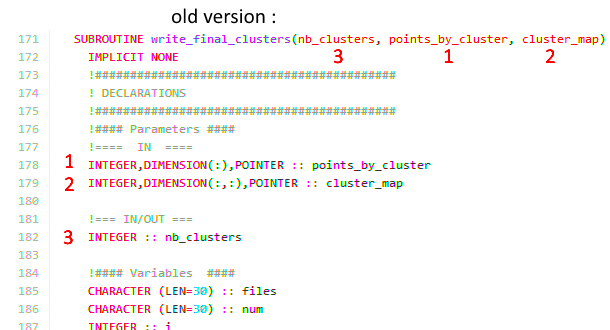 old version :
171 SUBROUTINE write_final_clusters(nb_clusters, points_by_cluster, cluster_map)
172 IMPLICIT NONE
3 1 2
173 !###########################################
174 ! DECLARATIONS
175 !###########################################
176 !#### Parameters ####
177 !==== IN ====
1 178 INTEGER,DIMENSION(:),POINTER :: points_by_cluster
2 179 INTEGER,DIMENSION(:,:),POINTER :: cluster_map
180
181 !=== IN/OUT ===
3 182 INTEGER :: nb_clusters
183
184 !#### Variables ####
185 CHARACTER (LEN=30) :: files
186 CHARACTER (LEN=30) :: num
187 INTEGER :: i